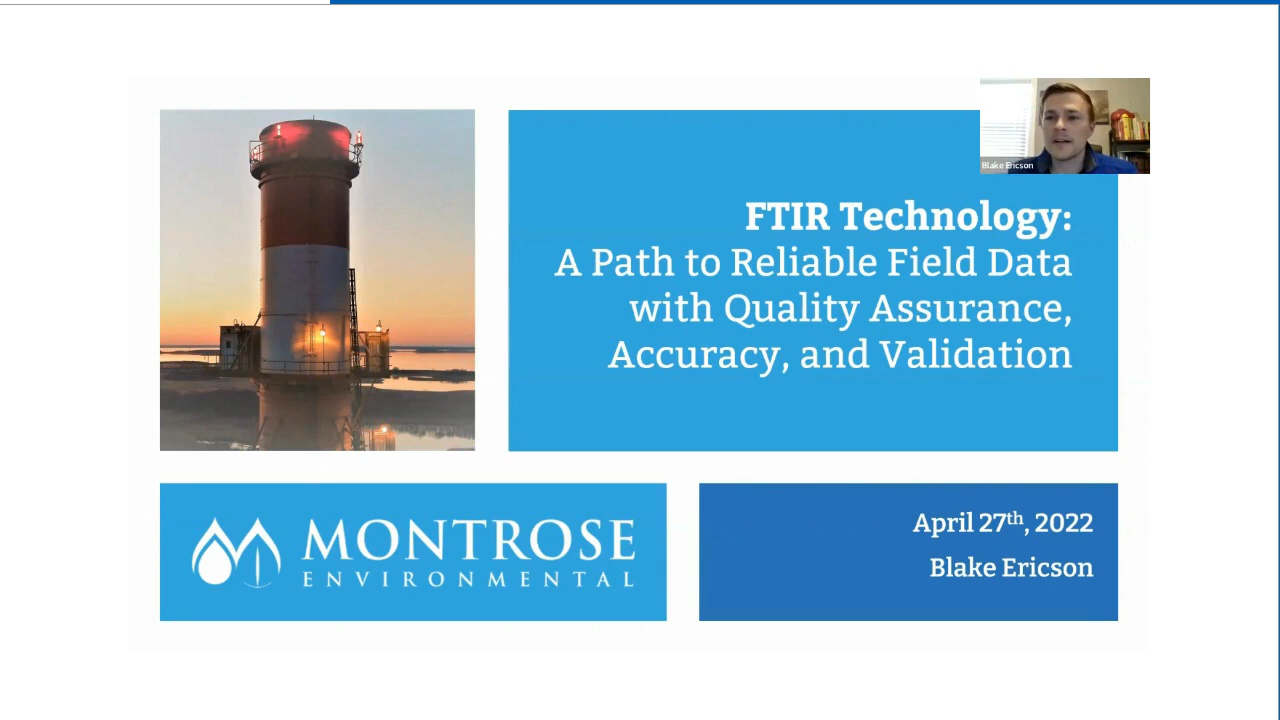 Blake Ericson
FTIR Technology:
A Path to Reliable Field Data
with Quality Assurance,
Accuracy, and Validation
MONTROSE
ENVIRONMENTAL
April 27th, 2022
Blake Ericson